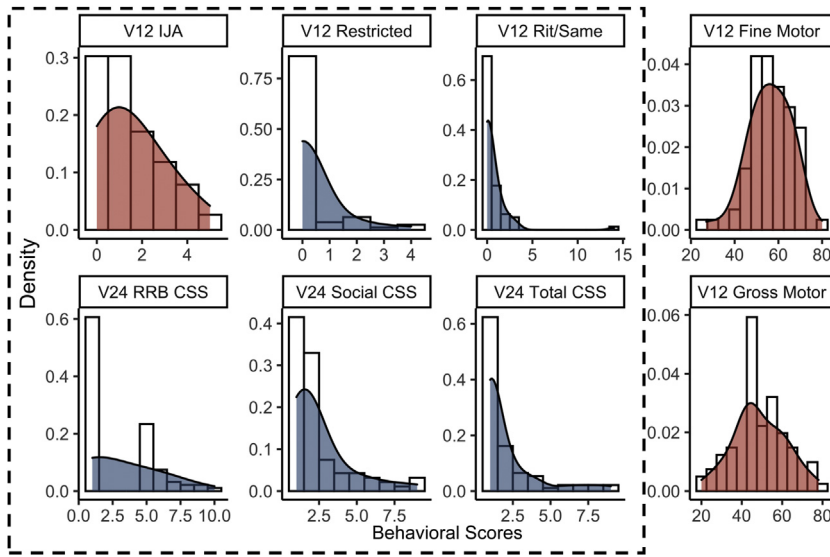 V12 IJA
V12 Restricted
V12 Rit/Same
V12 Fine Motor
0.3
0.2
0.1
0.0
0 2 4
0.75
0.50
0.25
0.00
0 1 2 3 4
0.6
0.4
0.2
0.0
0 5 10 15
0.04
0.03
0.02
0.01
0.00
20 40 60 80
Density
V24 RRB CSS
V24 Social CSS
V24 Total CSS
V12 Gross Motor
0.6
0.4
0.2
0.0
0.0 2.5 5.0 7.5 10.0
0.4
0.3
0.2
0.1
0.0
2.5 5.0 7.5
0.6
0.4
0.2
0.0
2.5 5.0 7.5
0.06
0.04
0.02
0.00
20 40 60 80
Behavioral Scores